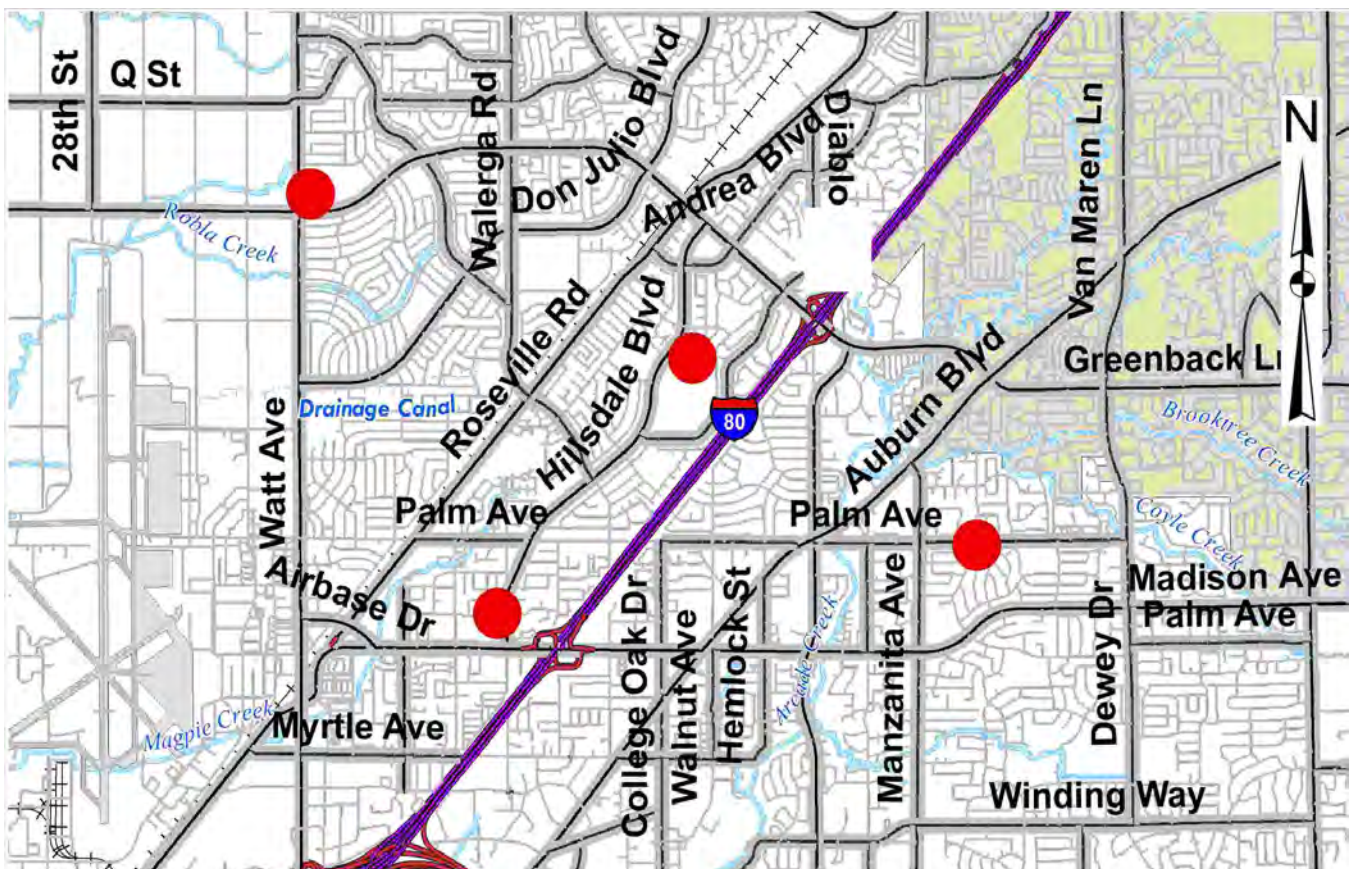 28th St
Q St
Walerga Rd
Don Julio Blvd
Andrea Blvd
Diablo
Van Maren Ln
N
Robla Creek
Roseville Rd
Hillsdale Blvd
Auburn Blvd
Greenback Ln
Drainage Canal
80
Brooktree Creek
Watt Ave
Palm Ave
Palm Ave
Coyle Creek
Airbase Dr
College Oak Dr
Walnut Ave
Hemlock St
Arcade Creek
Manzanita Ave
Dewey Dr
Madison Ave
Palm Ave
Magpie Creek
Myrtle Ave
Winding Way